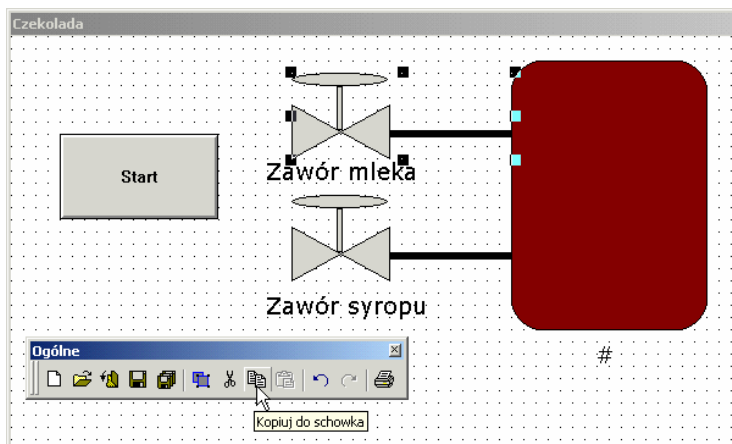 Czekolada
Start
Zawór mleka
Zawór syropu
#
Ogólne
Kopiuj do schowka